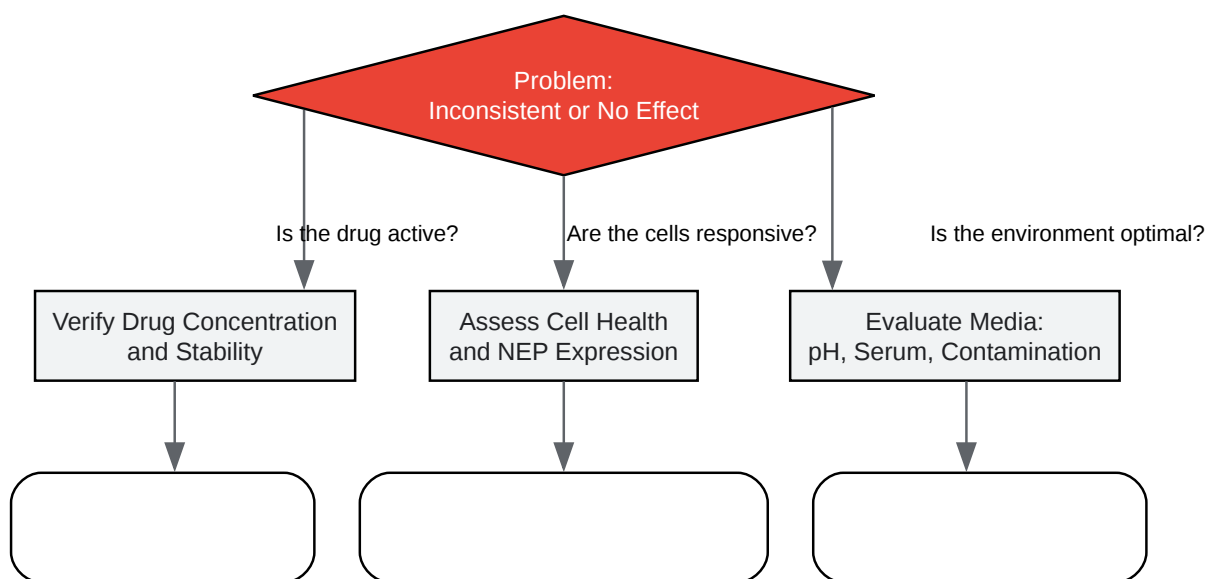 Problem:
Inconsistent or No Effect
Is the drug active?
Are the cells responsive?
Is the environment optimal?
Verify Drug Concentration
and Stability
Assess Cell Health
and NEP Expression
Evaluate Media:
pH, Serum, Contamination